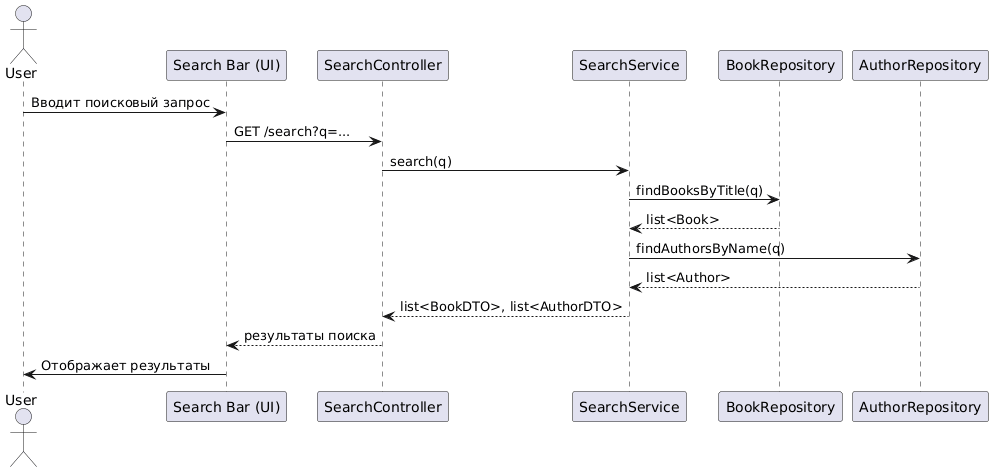 User
Search Bar (UI)
SearchController
SearchService
BookRepository
AuthorRepository
Вводит поисковый запрос
GET /search?q=...
search(q)
findBooksByTitle(q)
list<Book>
findAuthorsByName(q)
list<Author>
list<BookDTO>, list<AuthorDTO>
результаты поиска
Отображает результаты
User
Search Bar (UI)
SearchController
SearchService
BookRepository
AuthorRepository